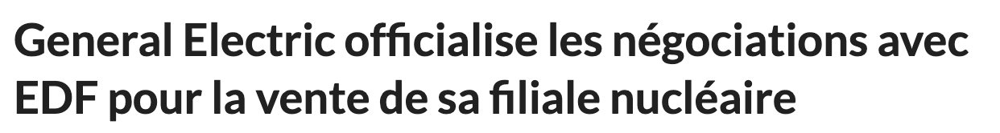 General Electric officialise les négociations avec
EDF pour la vente de sa filiale nucléaire